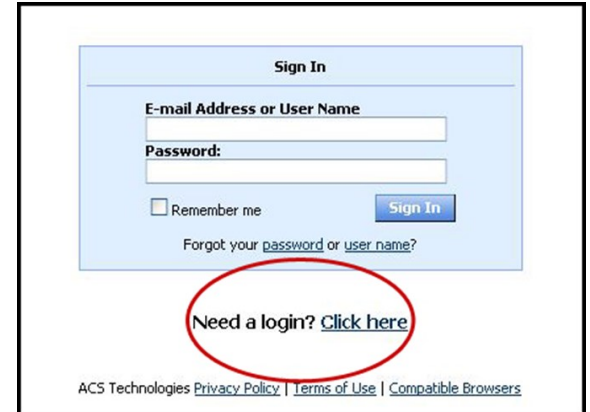 Sign In
E-mail Address or User Name
Password:
Remember me
Sign In
Forgot your password or user name?
Need a login? Click here
ACS Technologies Privacy Policy | Terms of Use | Compatible Browsers